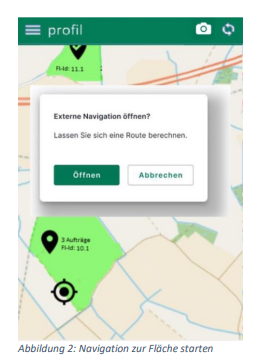 profil
Fl-Id: 11.1
Externe Navigation öffnen?
Lassen Sie sich eine Route berechnen.
Öffnen
Abbrechen
3 Aufträge
Fl-Id: 10.1
Abbildung 2: Navigation zur Fläche starten